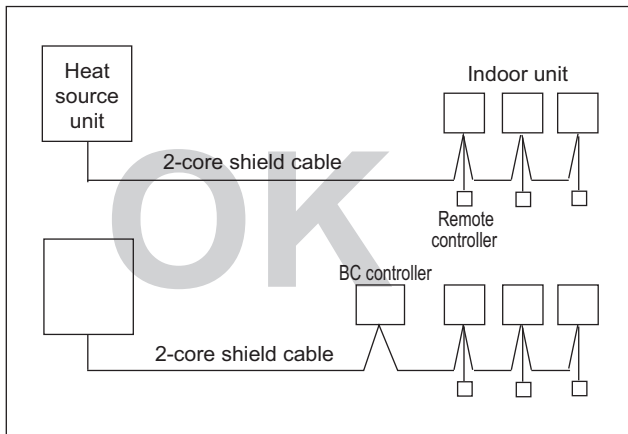 Heat
source
unit
Indoor unit
2-core shield cable
Remote
controller
OK
BC controller
2-core shield cable